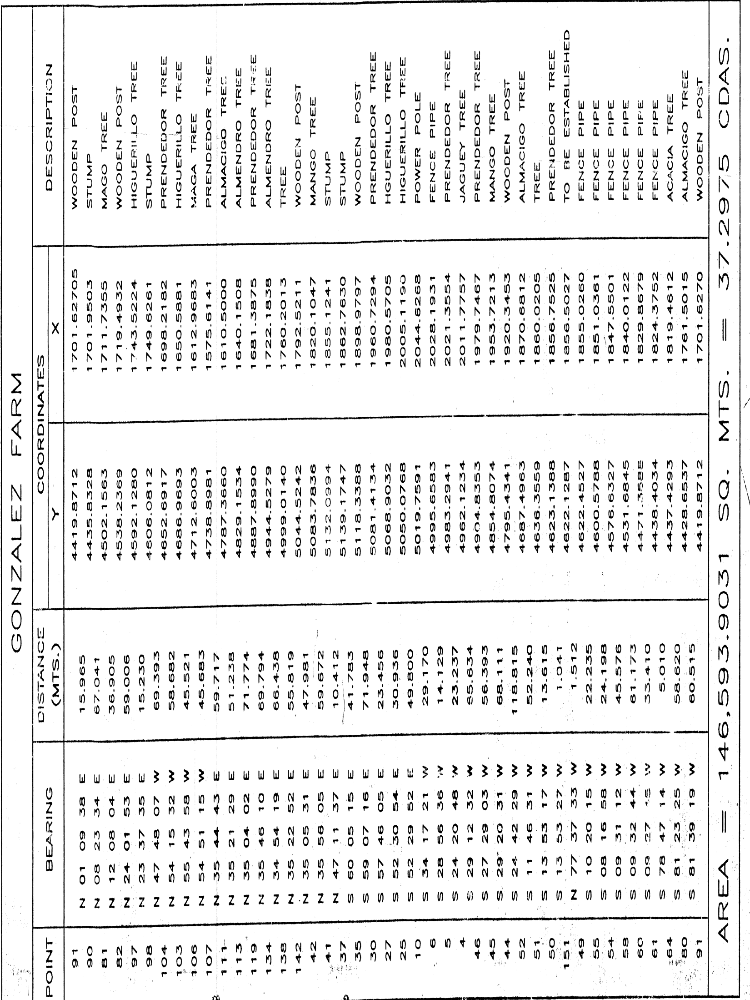 GONZALEZ FARM
POINT BEARING DISTANCE (MTS.) COORDINATES Y X DESCRIPTION
91 4419.8712 1701.62705 WOODEN POST
N 01 09 38 E 15.965
90 4435.8328 1701.9503 STUMP
N 08 23 34 E 67.041
81 4502.1563 1711.7355 MAGO TREE
N 12 08 04 E 36.905
82 4538.2369 1719.4932 WOODEN POST
N 24 01 53 E 59.006
97 4592.1280 1743.5224 HIGUERILLO TREE
N 23 37 35 E 15.230
98 4606.0812 1749.6261 STUMP
N 47 48 07 W 69.393
104 4652.6917 1698.2182 PRENDEDOR TREE
N 54 15 32 W 58.682
103 4686.9693 1650.5881 HIGUERILLO TREE
N 55 43 58 W 45.521
106 4712.6003 1612.9683 MAGA TREE
N 54 51 15 W 45.683
107 4738.8981 1575.6141 PRENDEDOR TREE
N 35 44 43 E 59.717
111 4787.3660 1610.5000 ALMACIGO TREE
N 35 21 29 E 51.238
113 4829.1534 1640.1508 ALMENDRO TREE
N 35 04 02 E 71.774
119 4887.8990 1681.3875 PRENDEDOR TREE
N 35 46 10 E 69.794
134 4944.5279 1722.1838 ALMENDRO TREE
N 34 54 19 E 66.438
138 4999.0140 1760.2013 TREE
N 35 22 52 E 55.819
142 5044.5242 1792.5211 WOODEN POST
N 35 05 31 E 47.981
42 5083.7836 1820.1047 MANGO TREE
N 35 56 05 E 59.672
41 5132.0994 1855.1241 STUMP
N 47 11 37 E 10.412
37 5139.1747 1862.7630 STUMP
S 60 05 15 E 41.783
35 5118.3388 1898.9797 WOODEN POST
S 59 07 16 E 71.948
30 5081.4134 1960.7294 PRENDEDOR TREE
S 57 46 05 E 23.456
27 5068.9032 1980.5705 HGUERILLO TREE
S 52 30 54 E 30.936
25 5050.0768 2005.1190 HIGUERILLO TREE
S 52 29 52 E 49.800
10 5019.7591 2044.6268 POWER POLE
S 34 17 21 W 29.170
6 4995.6583 2028.1931 FENCE PIPE
S 28 56 36 W 14.129
5 4983.2941 2021.3554 PRENDEDOR TREE
S 24 20 48 W 23.237
4 4962.1234 2011.7757 JAGUEY TREE
S 29 12 32 W 65.634
46 4904.8353 1979.7467 PRENDEDOR TREE
S 27 29 03 W 56.393
45 4854.8074 1953.7213 MANGO TREE
S 29 20 31 W 68.111
44 4795.4341 1920.3453 WOODEN POST
S 24 42 29 W 118.815
52 4687.4963 1870.6812 ALMACIGO TREE
S 11 46 31 W 52.240
51 4636.3559 1860.0205 TREE
S 13 53 17 W 13.615
50 4623.1388 1856.7525 PRENDEDOR TREE
S 13 53 27 W 1.041
151 4622.1287 1856.5027 TO BE ESTABLISHED
N 77 37 33 W 1.512
49 4622.4527 1855.0260 FENCE PIPE
S 10 20 15 W 22.235
55 4600.5788 1851.0361 FENCE PIPE
S 08 16 58 W 24.198
54 4576.6327 1847.5501 FENCE PIPE
S 09 31 12 W 45.576
58 4531.6845 1840.0122 FENCE PIPE
S 09 32 44 W 61.173
60 4471.3588 1829.8679 FENCE PIPE
S 09 27 15 W 33.410
61 4438.4034 1824.3752 FENCE PIPE
S 78 47 14 W 5.010
64 4437.4293 1819.4612 ACACIA TREE
S 81 23 25 W 58.620
80 4428.6537 1761.5015 ALMACIGO TREE
S 81 39 19 W 60.515
91 4419.8712 1701.6270 WOODEN POST
AREA = 146,593.9031 SQ. MTS. = 37.2975 CDAS.